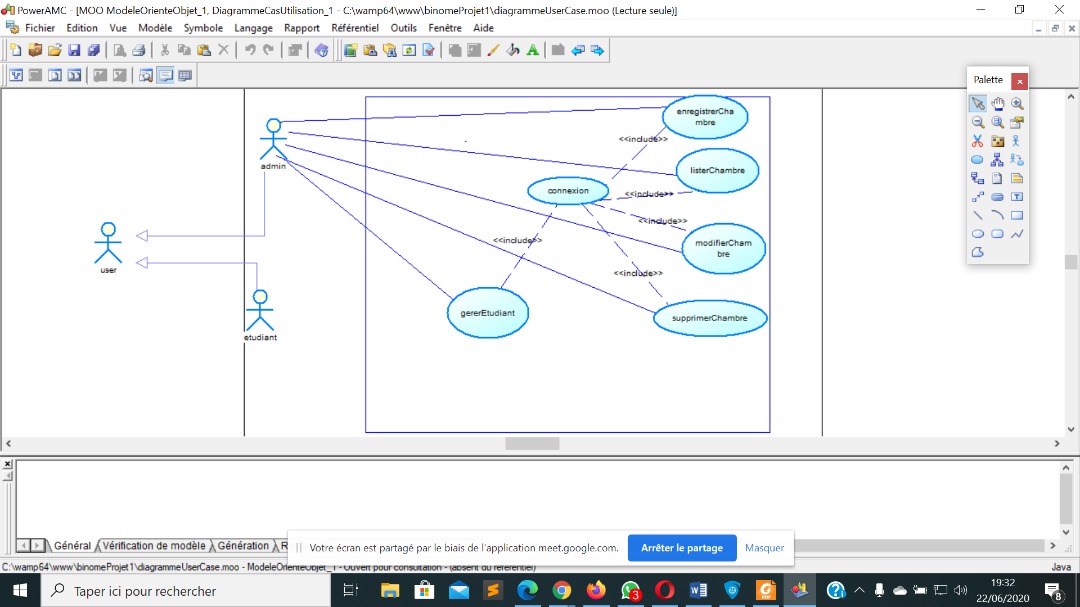 PowerAMC - [MOO ModeleOrienteObjet_1, DiagrammeCasUtilisation_1 - C:\wamp64\www\binomeProjet1\diagrammeUserCase.moo (Lecture seule)]
Fichier Edition Vue Modèle Symbole Langage Rapport Référentiel Outils Fenêtre Aide
Palette
enregistrerCha
mbre
<<include>>
admin
listerChambre
connexion
<<include>>
<<include>>
<<include>>
modifierCham
bre
user
<<include>>
gererEtudiant
supprimerChambre
etudiant
Général Vérification de modèle Génération R
Votre écran est partagé par le biais de l'application meet.google.com. Arrêter le partage Masquer
C:\wamp64\www\binomeProjet1\diagrammeUserCase.moo - ModeleOrienteObjet_1 - Ouvert pour consultation - (absent du référentiel) Java
Taper ici pour rechercher
3
19:32
22/06/2020
8